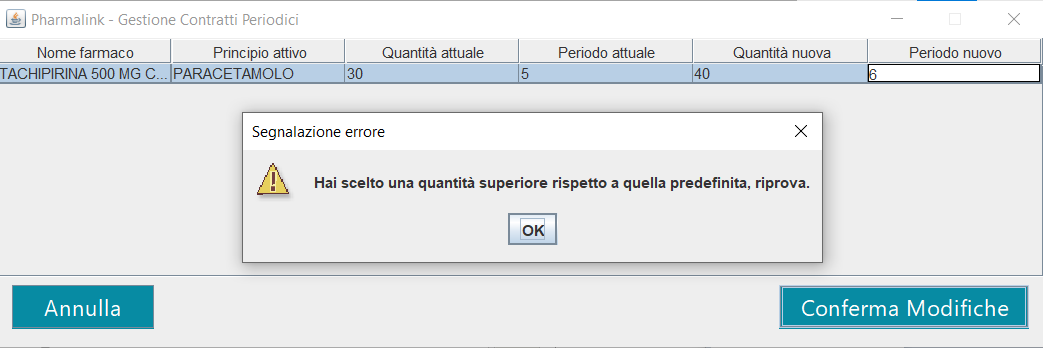 Pharmalink - Gestione Contratti Periodici
Nome farmaco Principio attivo Quantità attuale Periodo attuale Quantità nuova Periodo nuovo
TACHIPIRINA 500 MG C... PARACETAMOLO 30 5 40 6
Segnalazione errore
Hai scelto una quantità superiore rispetto a quella predefinita, riprova.
OK
Annulla Conferma Modifiche